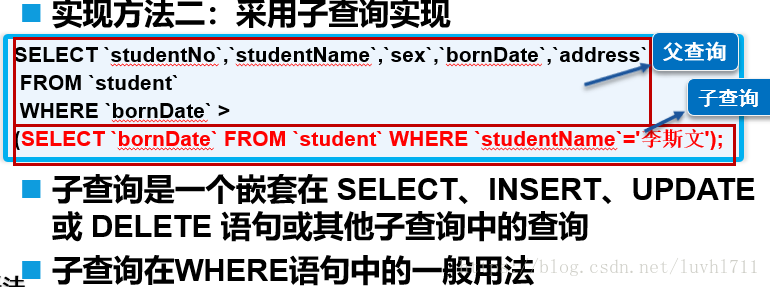 实现方法二：采用子查询实现
SELECT `studentNo`,`studentName`,`sex`,`bornDate`,`address`
父查询
FROM `student`
WHERE `bornDate` >
子查询
(SELECT `bornDate` FROM `student` WHERE `studentName`='李斯文');
子查询是一个嵌套在 SELECT、INSERT、UPDATE
或 DELETE 语句或其他子查询中的查询
子查询在WHERE语句中的一般用法
blog.csdn.net/luvhl711